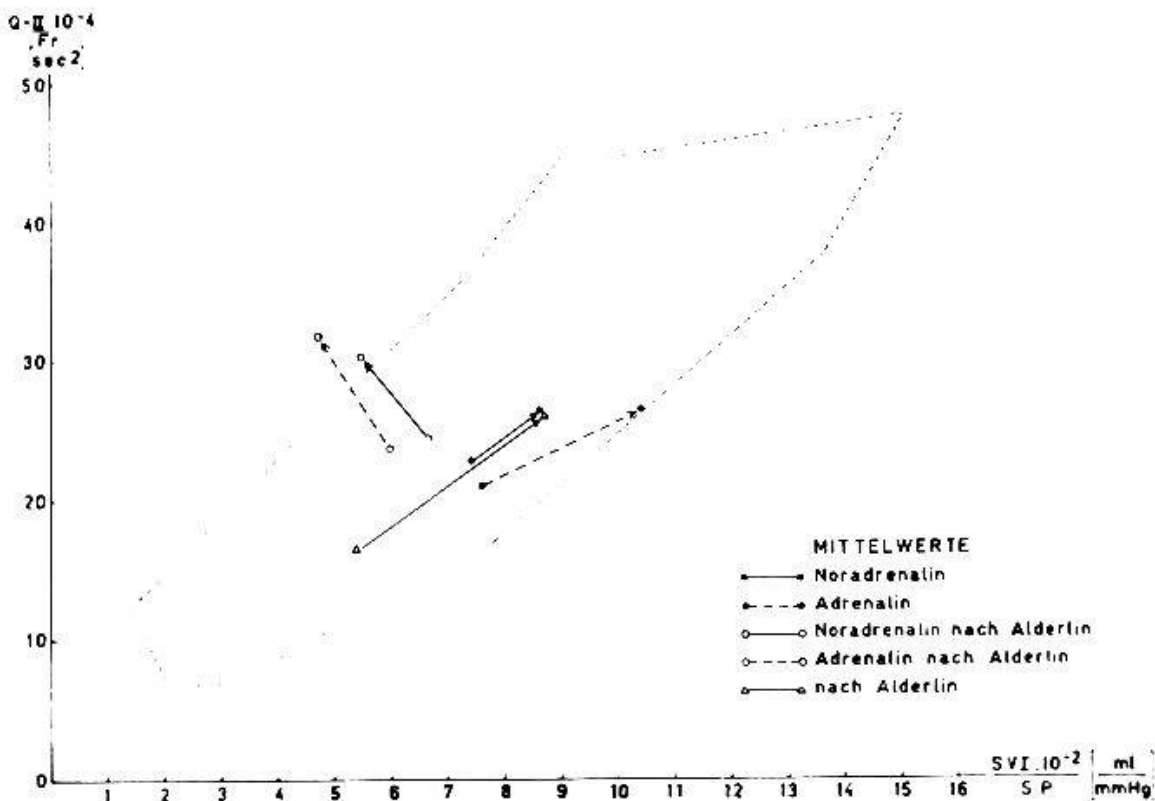 Q-II 10-4
Fr
sec2
50
40
30
20
10
0
1 2 3 4 5 6 7 8 9 10 11 12 13 14 15 16
MITTELWERTE
Noradrenalin
Adrenalin
Noradrenalin nach Alderlin
Adrenalin nach Alderlin
nach Alderlin
SVI.10-2
SP
ml
mmHg